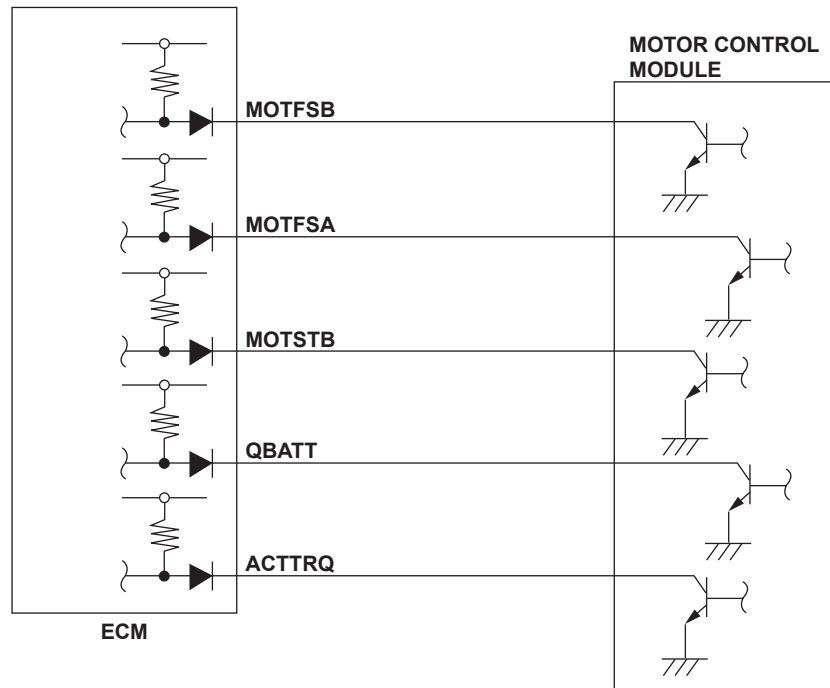 MOTOR CONTROL
MODULE
MOTFSB
MOTFSA
MOTSTB
QBATT
ACTTRQ
ECM